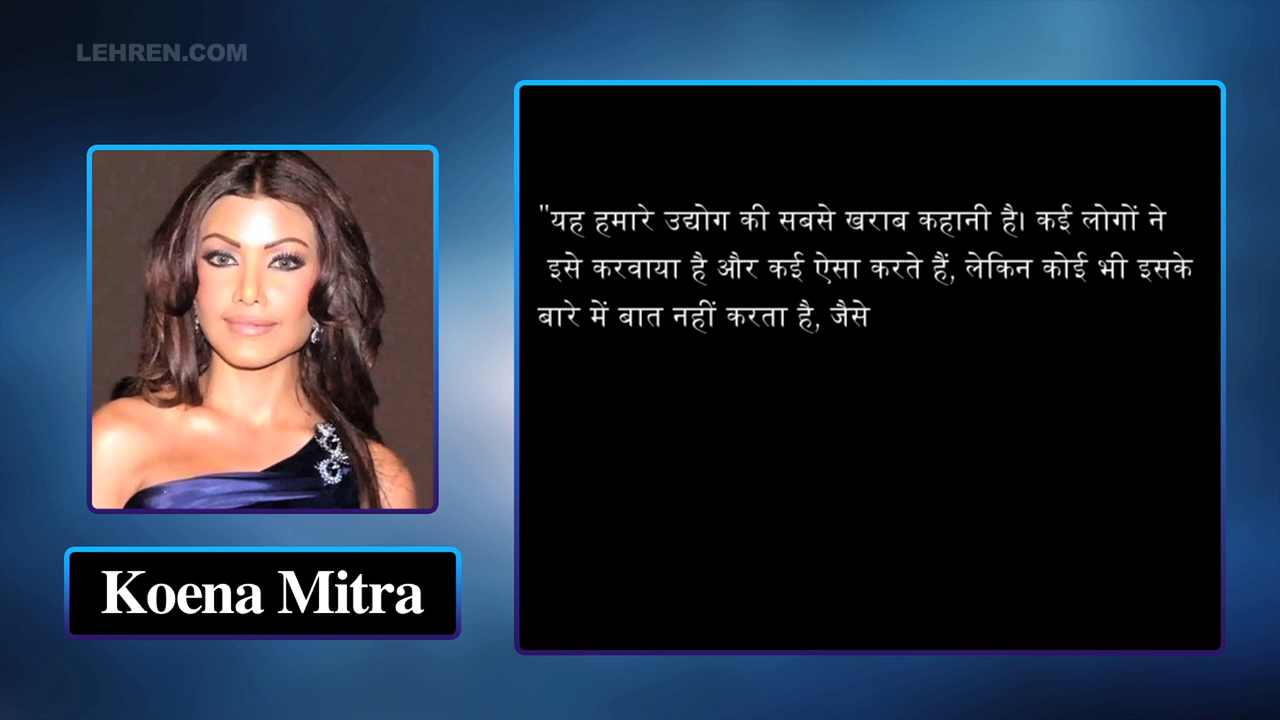 LEHREN.COM
"यह हमारे उद्योग की सबसे खराब कहानी है। कई लोगों ने
इसे करवाया है और कई ऐसा करते हैं, लेकिन कोई भी इसके
बारे में बात नहीं करता है, जैसे
Koena Mitra